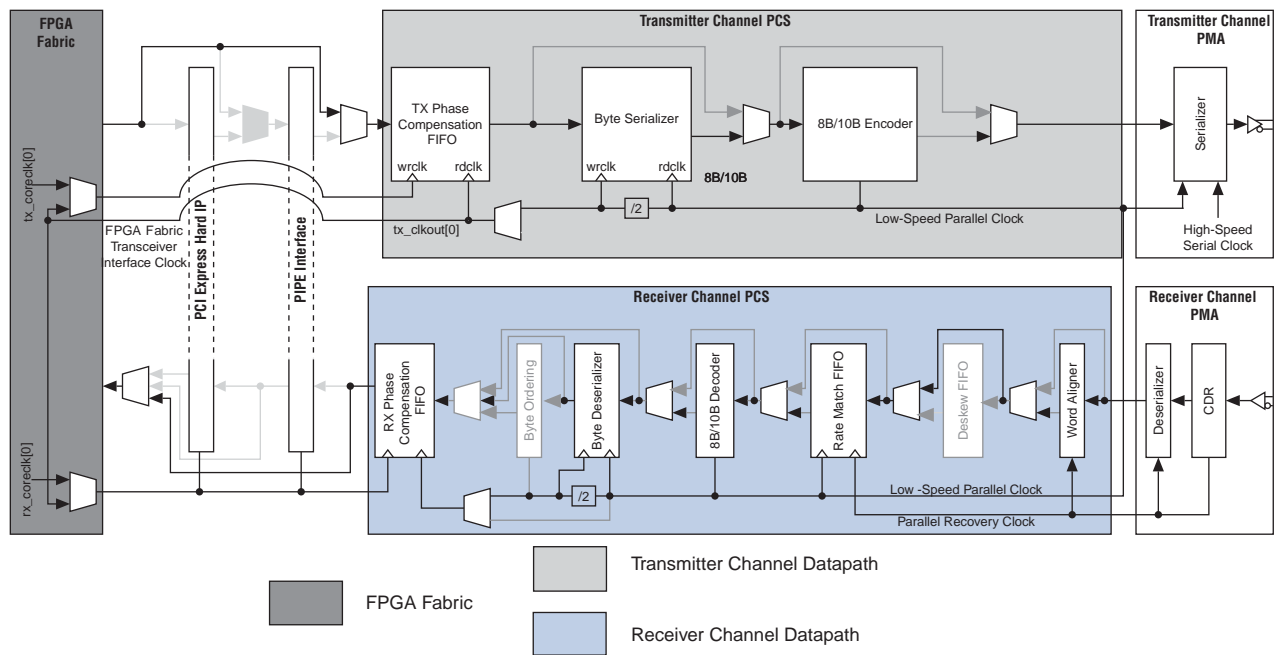 FPGA
Fabric
Transmitter Channel PCS
Transmitter Channel
PMA
TX Phase
Compensation
FIFO
wrclk
rdclk
Byte Serializer
wrclk
rdclk
8B/10B Encoder
8B/10B
Serializer
tx_coreclk[0]
FPGA Fabric
Transceiver
Interface Clock
tx_clkout[0]
/2
Low-Speed Parallel Clock
High-Speed
Serial Clock
PCI Express Hard IP
PIPE Interface
Receiver Channel PCS
Receiver Channel
PMA
RX Phase
Compensation
FIFO
Byte Ordering
Byte Deserializer
8B/10B Decoder
Rate Match FIFO
Deskew FIFO
Word Aligner
Deserializer
CDR
rx_coreclk[0]
/2
Low -Speed Parallel Clock
Parallel Recovery Clock
FPGA Fabric
Transmitter Channel Datapath
Receiver Channel Datapath